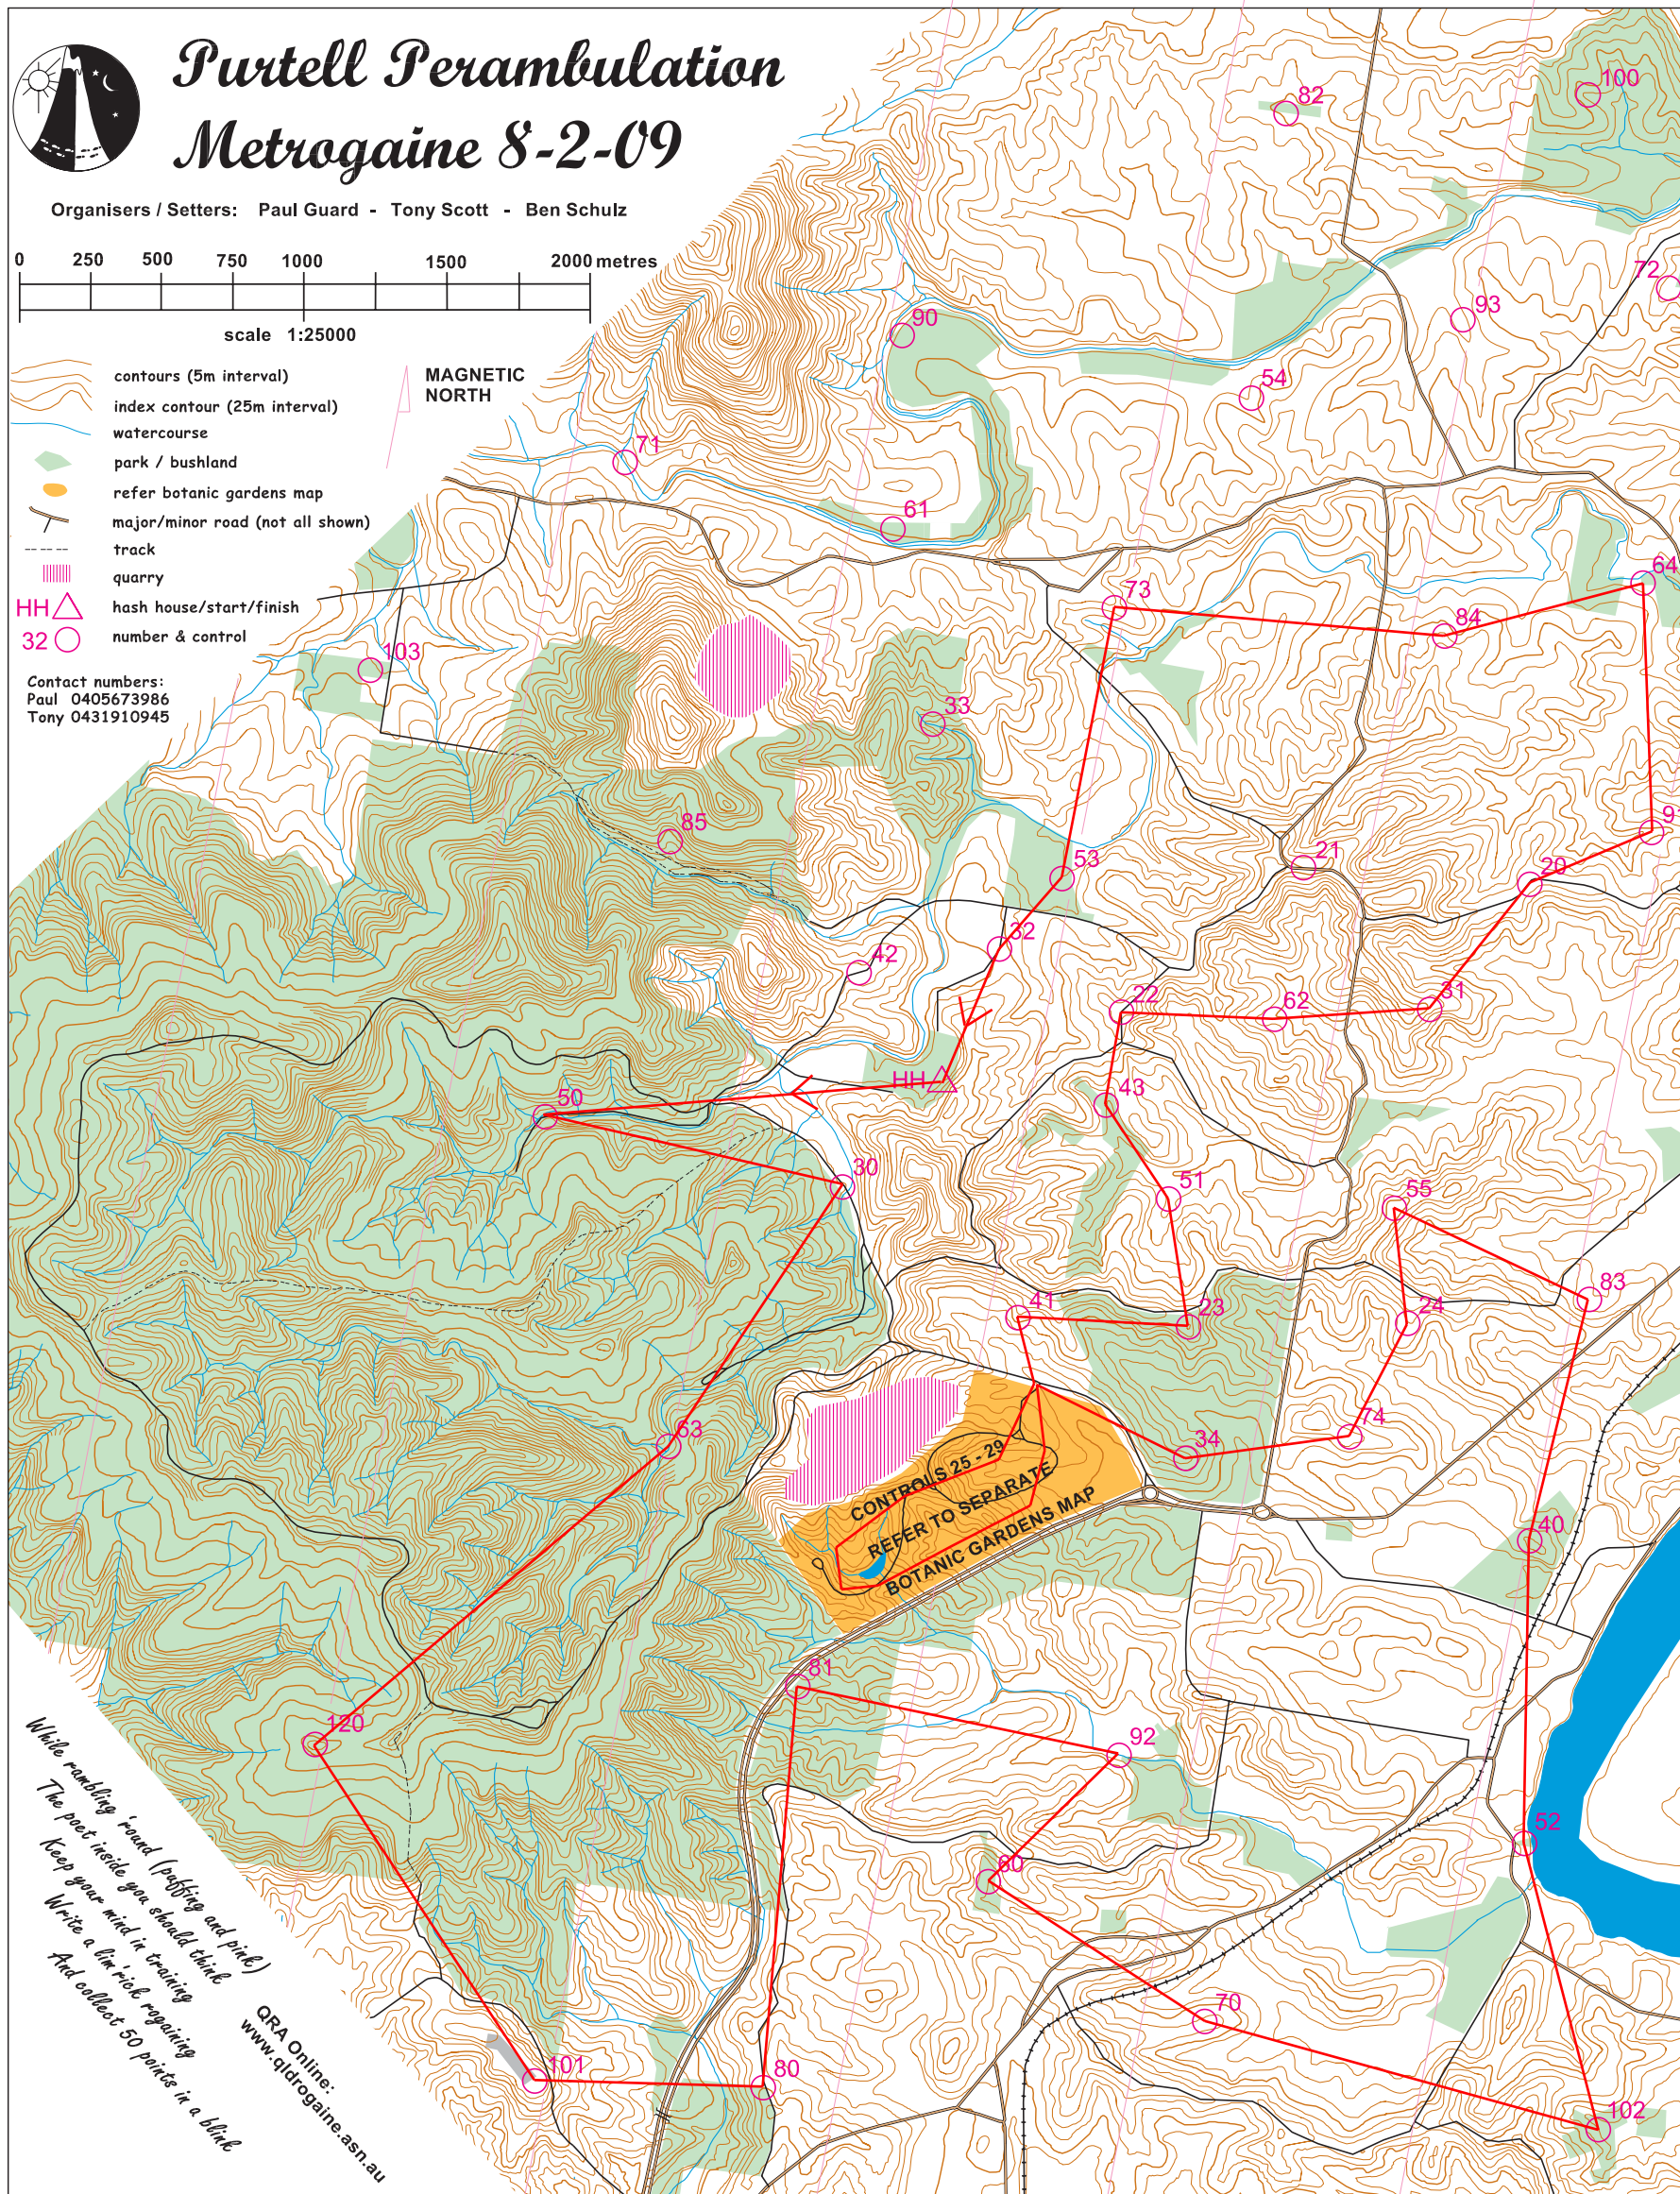 Purtell Perambulation
Metrogaine 8-2-09
Organisers / Setters: Paul Guard - Tony Scott - Ben Schulz
0 250 500 750 1000 1500 2000 metres
scale 1:25000
contours (5m interval)
index contour (25m interval)
watercourse
park / bushland
refer botanic gardens map
major/minor road (not all shown)
track
quarry
HH hash house/start/finish
32 number & control
MAGNETIC
NORTH
Contact numbers:
Paul 0405673986
Tony 0431910945
82
100
72
93
90
54
71
61
73
64
84
103
33
85
91
53
21
20
32
42
22
62
31
HH
50
43
30
51
55
83
41
23
24
63
74
34
CONTROLS 25 - 29
REFER TO SEPARATE
BOTANIC GARDENS MAP
40
81
120
92
52
60
70
101
80
102
While rambling 'round (puffing and pink)
The poet inside you should think
Keep your mind in training
Write a lim'rick rogaining
And collect 50 points in a blink
QRA Online:
www.qldrogaine.asn.au